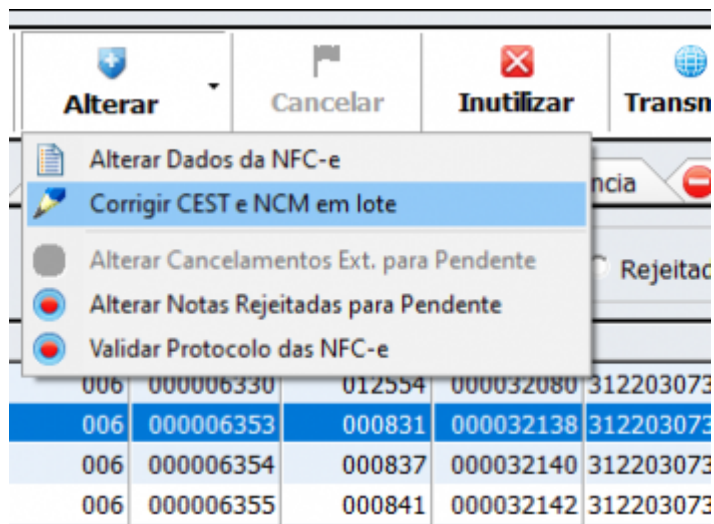 Alterar Cancelar Inutilizar Transm
Alterar Dados da NFC-e
Corrigir CEST e NCM em lote ncia
Alterar Cancelamentos Ext. para Pendente Rejeitad
Alterar Notas Rejeitadas para Pendente
Validar Protocolo das NFC-e
006 000006330 012554 000032080 312203073
006 000006353 000831 000032138 312203073
006 000006354 000837 000032140 312203073
006 000006355 000841 000032142 312203073